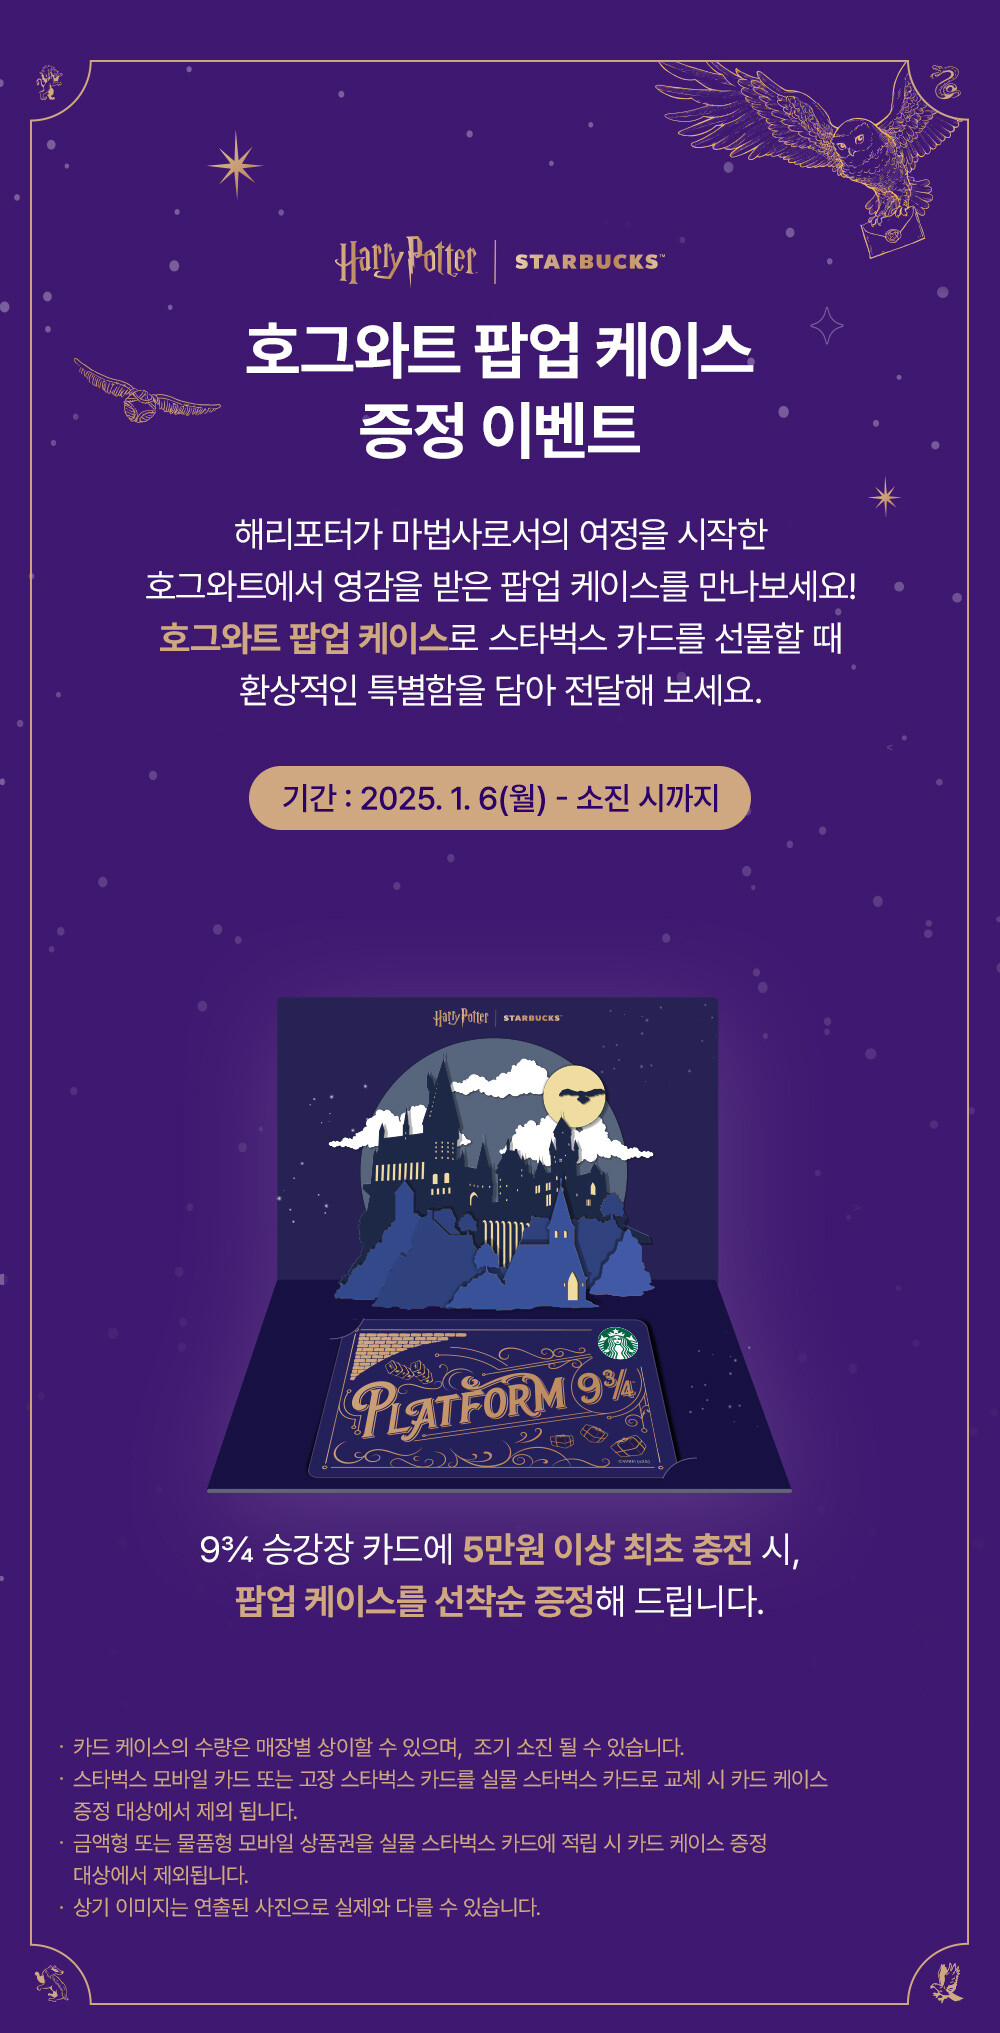 Harry Potter | STARBUCKS™
호그와트 팝업 케이스
증정 이벤트
해리포터가 마법사로서의 여정을 시작한
호그와트에서 영감을 받은 팝업 케이스를 만나보세요!
호그와트 팝업 케이스로 스타벅스 카드를 선물할 때
환상적인 특별함을 담아 전달해 보세요.
기간 : 2025. 1. 6(월) - 소진 시까지
Harry Potter | STARBUCKS™
PLATFORM 9¾
9¾ 승강장 카드에 5만원 이상 최초 충전 시,
팝업 케이스를 선착순 증정해 드립니다.
· 카드 케이스의 수량은 매장별 상이할 수 있으며, 조기 소진 될 수 있습니다.
· 스타벅스 모바일 카드 또는 고장 스타벅스 카드를 실물 스타벅스 카드로 교체 시 카드 케이스
증정 대상에서 제외 됩니다.
· 금액형 또는 물품형 모바일 상품권을 실물 스타벅스 카드에 적립 시 카드 케이스 증정
대상에서 제외됩니다.
· 상기 이미지는 연출된 사진으로 실제와 다를 수 있습니다.